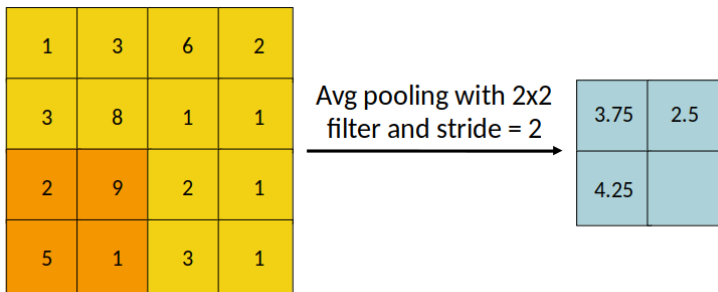 1 3 6 2
3 8 1 1
2 9 2 1
5 1 3 1
Avg pooling with 2x2
filter and stride = 2
3.75 2.5
4.25